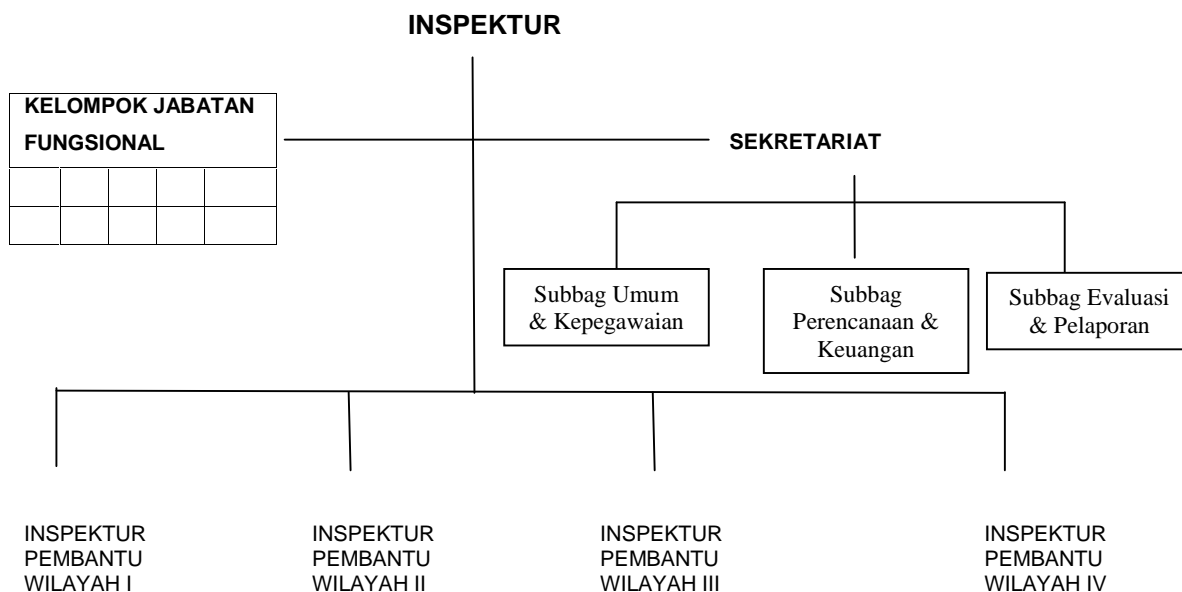 INSPEKTUR
KELOMPOK JABATAN
FUNGSIONAL
SEKRETARIAT
Subbag Umum
& Kepegawaian
Subbag
Perencanaan &
Keuangan
Subbag Evaluasi
& Pelaporan
INSPEKTUR
PEMBANTU
WILAYAH I
INSPEKTUR
PEMBANTU
WILAYAH II
INSPEKTUR
PEMBANTU
WILAYAH III
INSPEKTUR
PEMBANTU
WILAYAH IV